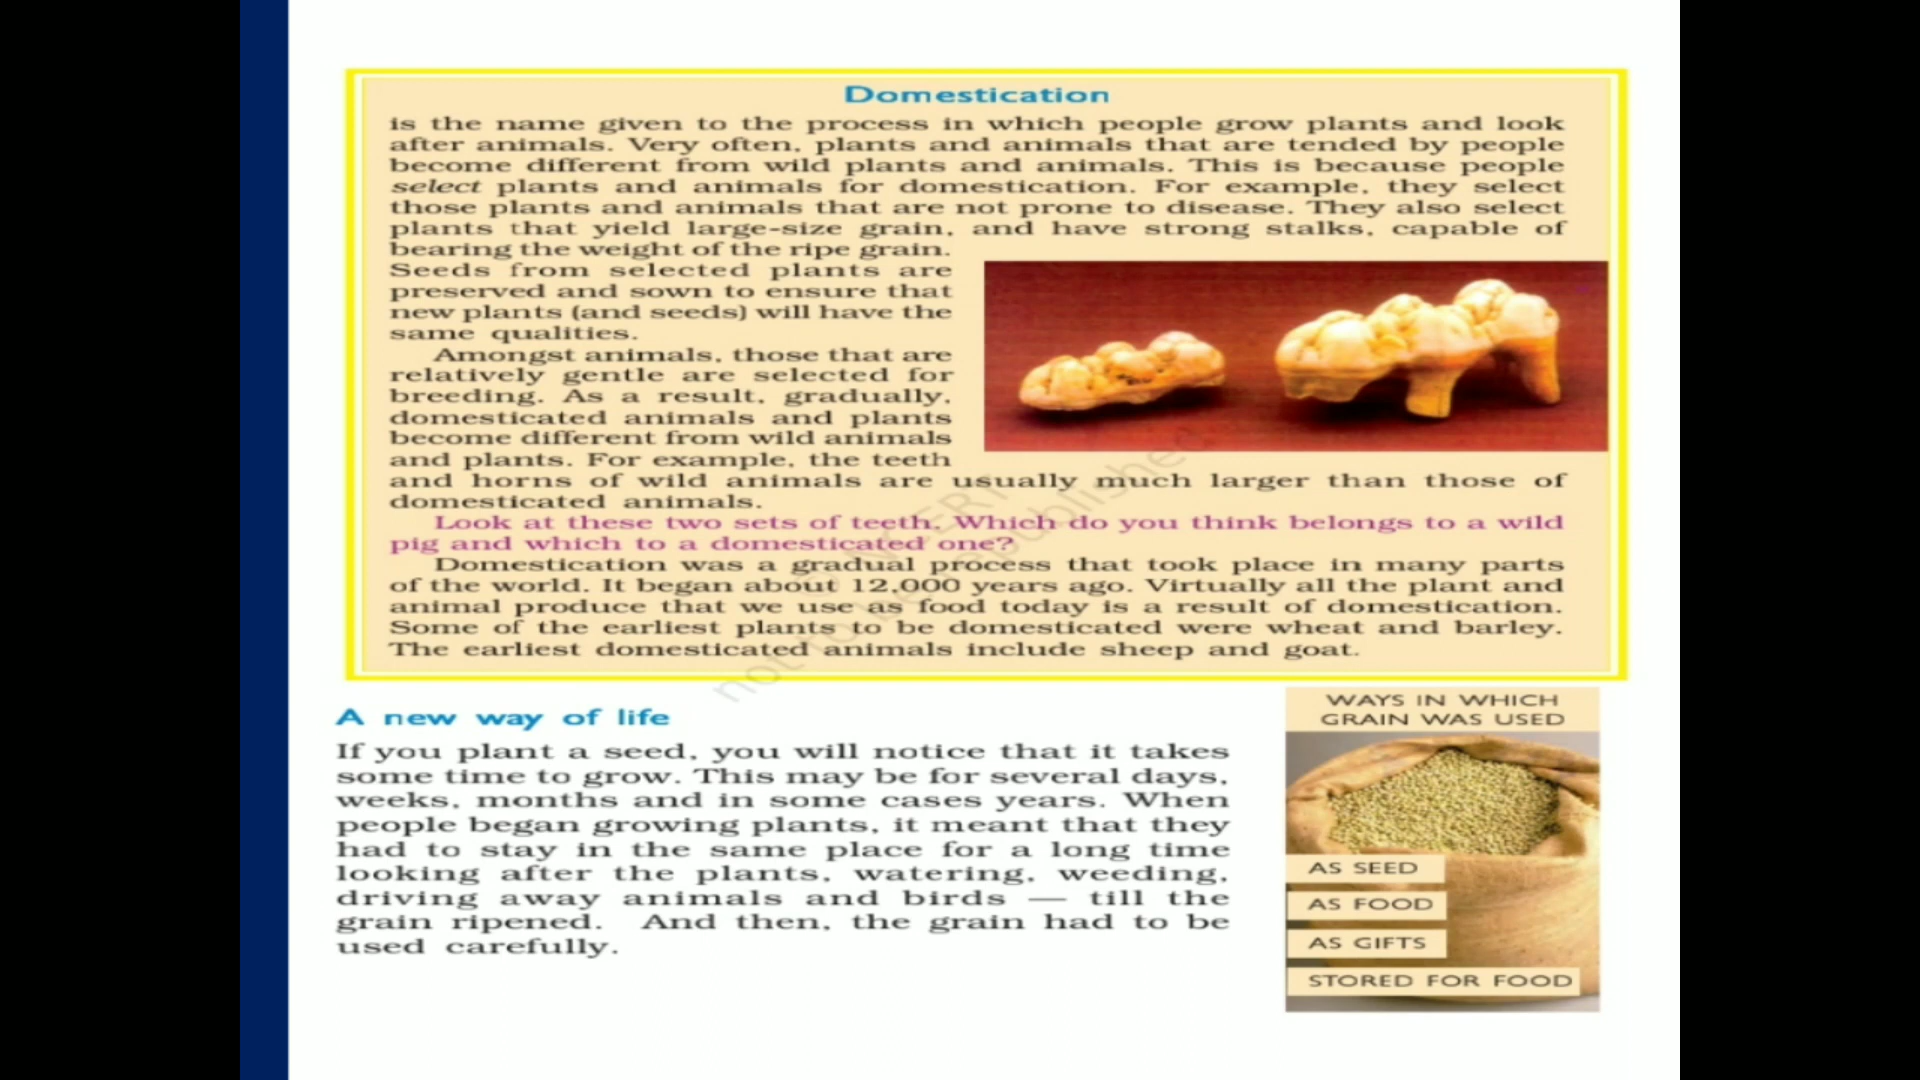 Domestication
is the name given to the process in which people grow plants and look
after animals. Very often, plants and animals that are tended by people
become different from wild plants and animals. This is because people
select plants and animals for domestication. For example, they select
those plants and animals that are not prone to disease. They also select
plants that yield large-size grain, and have strong stalks, capable of
bearing the weight of the ripe grain.
Seeds from selected plants are
preserved and sown to ensure that
new plants (and seeds) will have the
same qualities.
Amongst animals, those that are
relatively gentle are selected for
breeding. As a result, gradually,
domesticated animals and plants
become different from wild animals
and plants. For example, the teeth
and horns of wild animals are usually much larger than those of
domesticated animals.
Look at these two sets of teeth. Which do you think belongs to a wild
pig and which to a domesticated one?
Domestication was a gradual process that took place in many parts
of the world. It began about 12,000 years ago. Virtually all the plant and
animal produce that we use as food today is a result of domestication.
Some of the earliest plants to be domesticated were wheat and barley.
The earliest domesticated animals include sheep and goat.
© NCERT
not to be republished
A new way of life
If you plant a seed, you will notice that it takes
some time to grow. This may be for several days,
weeks, months and in some cases years. When
people began growing plants, it meant that they
had to stay in the same place for a long time
looking after the plants, watering, weeding,
driving away animals and birds — till the
grain ripened. And then, the grain had to be
used carefully.
WAYS IN WHICH
GRAIN WAS USED
AS SEED
AS FOOD
AS GIFTS
STORED FOR FOOD